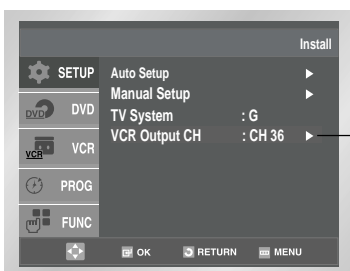 Install
SETUP
DVD DVD
VCR VCR
PROG
FUNC
Auto Setup
Manual Setup
TV System : G
VCR Output CH : CH 36
OK RETURN MENU